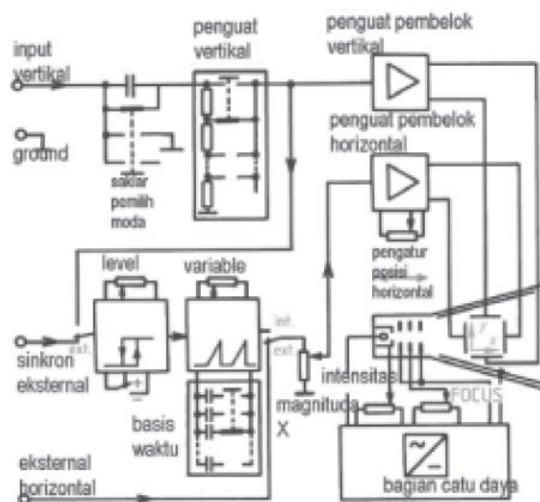 input
vertikal
penguat
vertikal
penguat pembelok
vertikal
penguat pembelok
horizontal
ground
saklar
pemilih
moda
pengatur
posisi
horizontal
level
variable
int.
ext.
ext.
y
x
sinkron
eksternal
intensitas
FOCUS
magnituda
X
basis
waktu
eksternal
horizontal
bagian catu daya